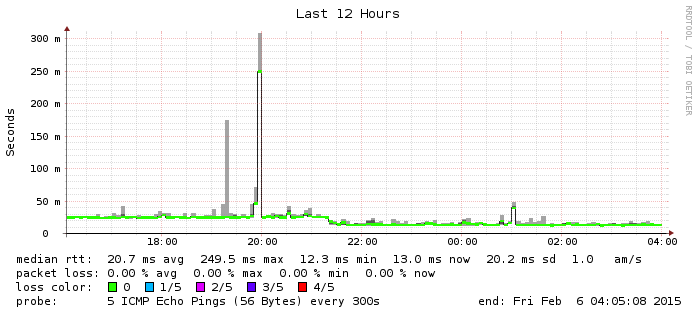 Last 12 Hours
RRDTOOL / TOBI OETIKER
Seconds
300 m
250 m
200 m
150 m
100 m
50 m
0
18:00 20:00 22:00 00:00 02:00 04:00
median rtt: 20.7 ms avg 249.5 ms max 12.3 ms min 13.0 ms now 20.2 ms sd 1.0 am/s
packet loss: 0.00 % avg 0.00 % max 0.00 % min 0.00 % now
loss color: 0 1/5 2/5 3/5 4/5
probe: 5 ICMP Echo Pings (56 Bytes) every 300s end: Fri Feb 6 04:05:08 2015